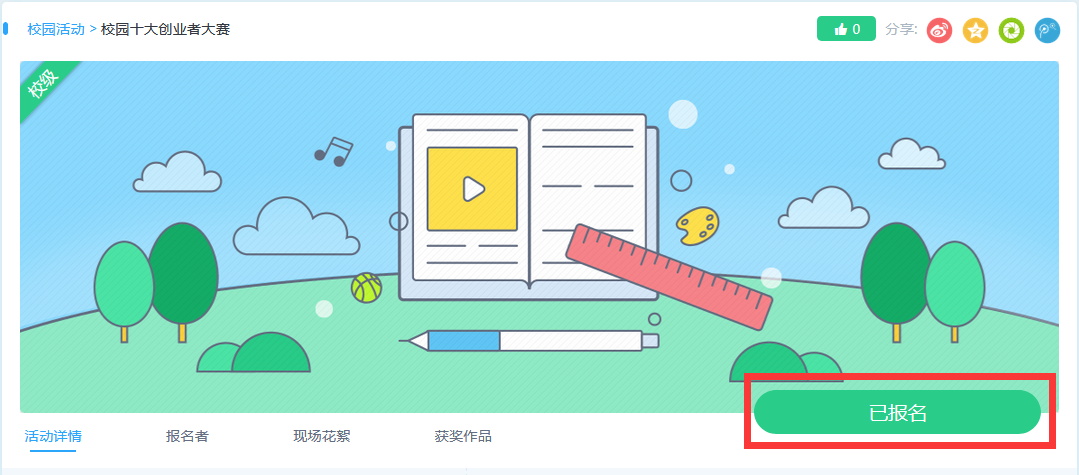 校园活动 > 校园十大创业者大赛
0 分享:
校级
已报名
活动详情 报名者 现场花絮 获奖作品